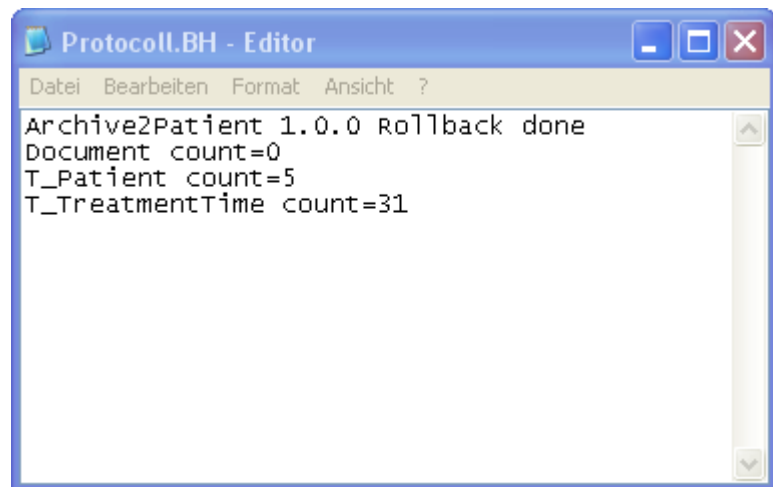 Protocoll.BH - Editor
Datei Bearbeiten Format Ansicht ?
Archive2Patient 1.0.0 Rollback done
Document count=0
T_Patient count=5
T_TreatmentTime count=31